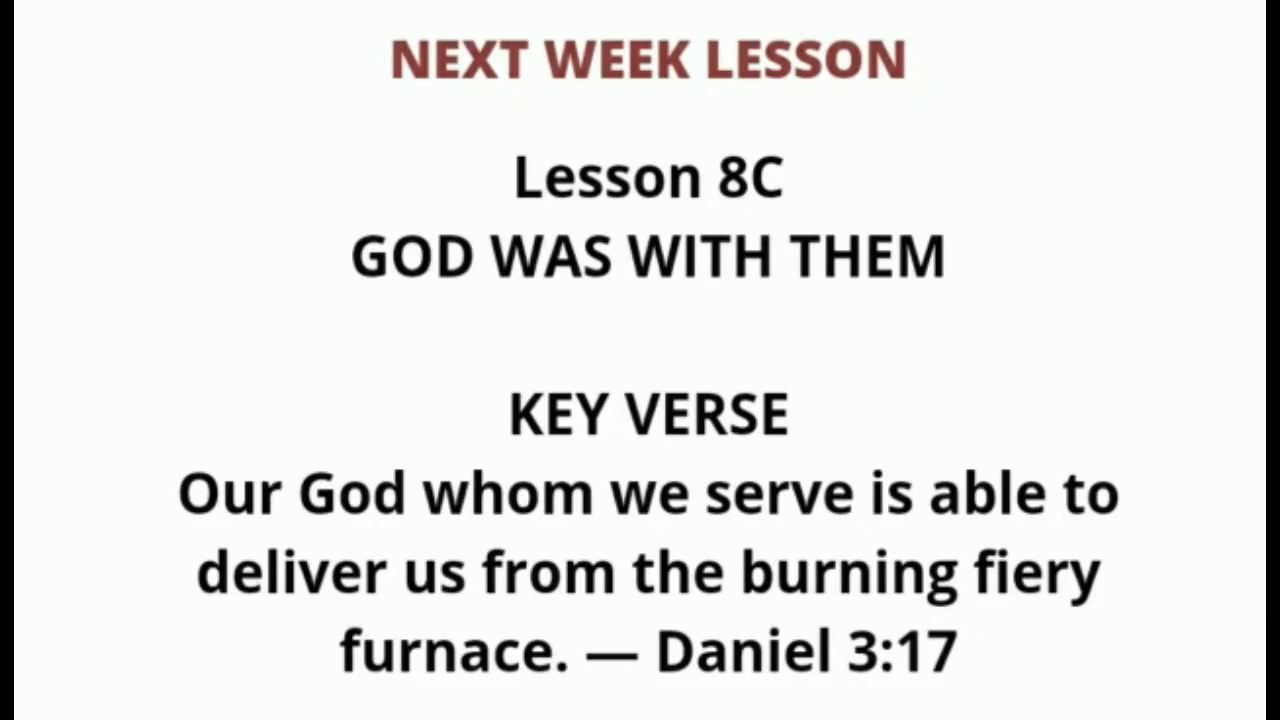 NEXT WEEK LESSON
Lesson 8C
GOD WAS WITH THEM
KEY VERSE
Our God whom we serve is able to
deliver us from the burning fiery
furnace. — Daniel 3:17